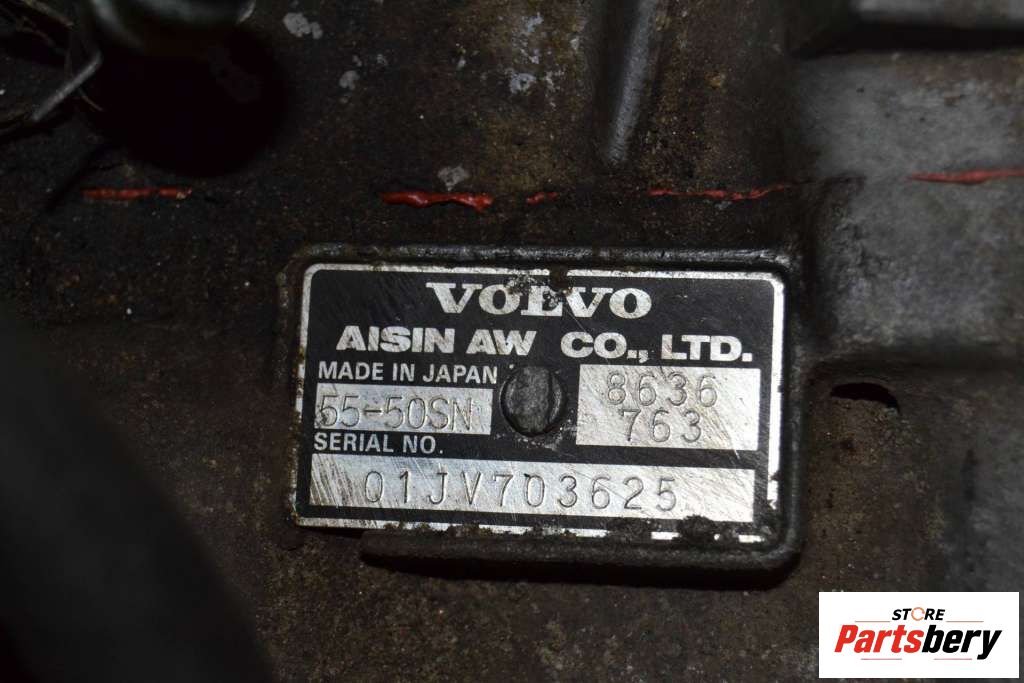 VOLVO
AISIN AW CO., LTD.
MADE IN JAPAN
55-50SN
8636
763
SERIAL NO.
01JV703625
STORE
Partsbery